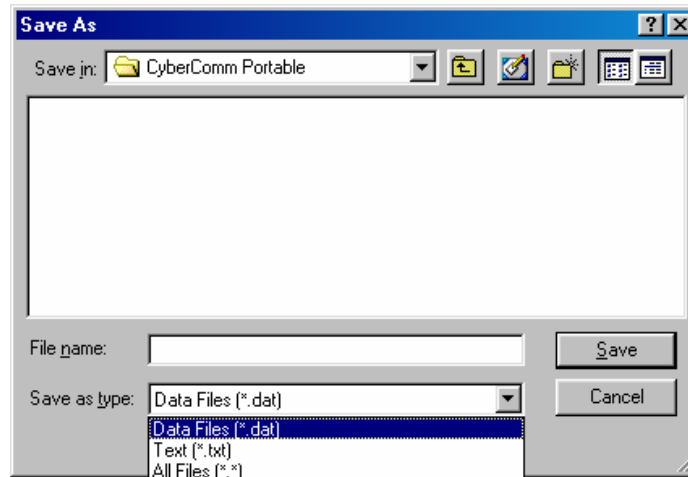 Save As
Save in: CyberComm Portable
File name:
Save
Save as type: Data Files (*.dat)
Cancel
Data Files (*.dat)
Text (*.txt)
All Files (*.*)